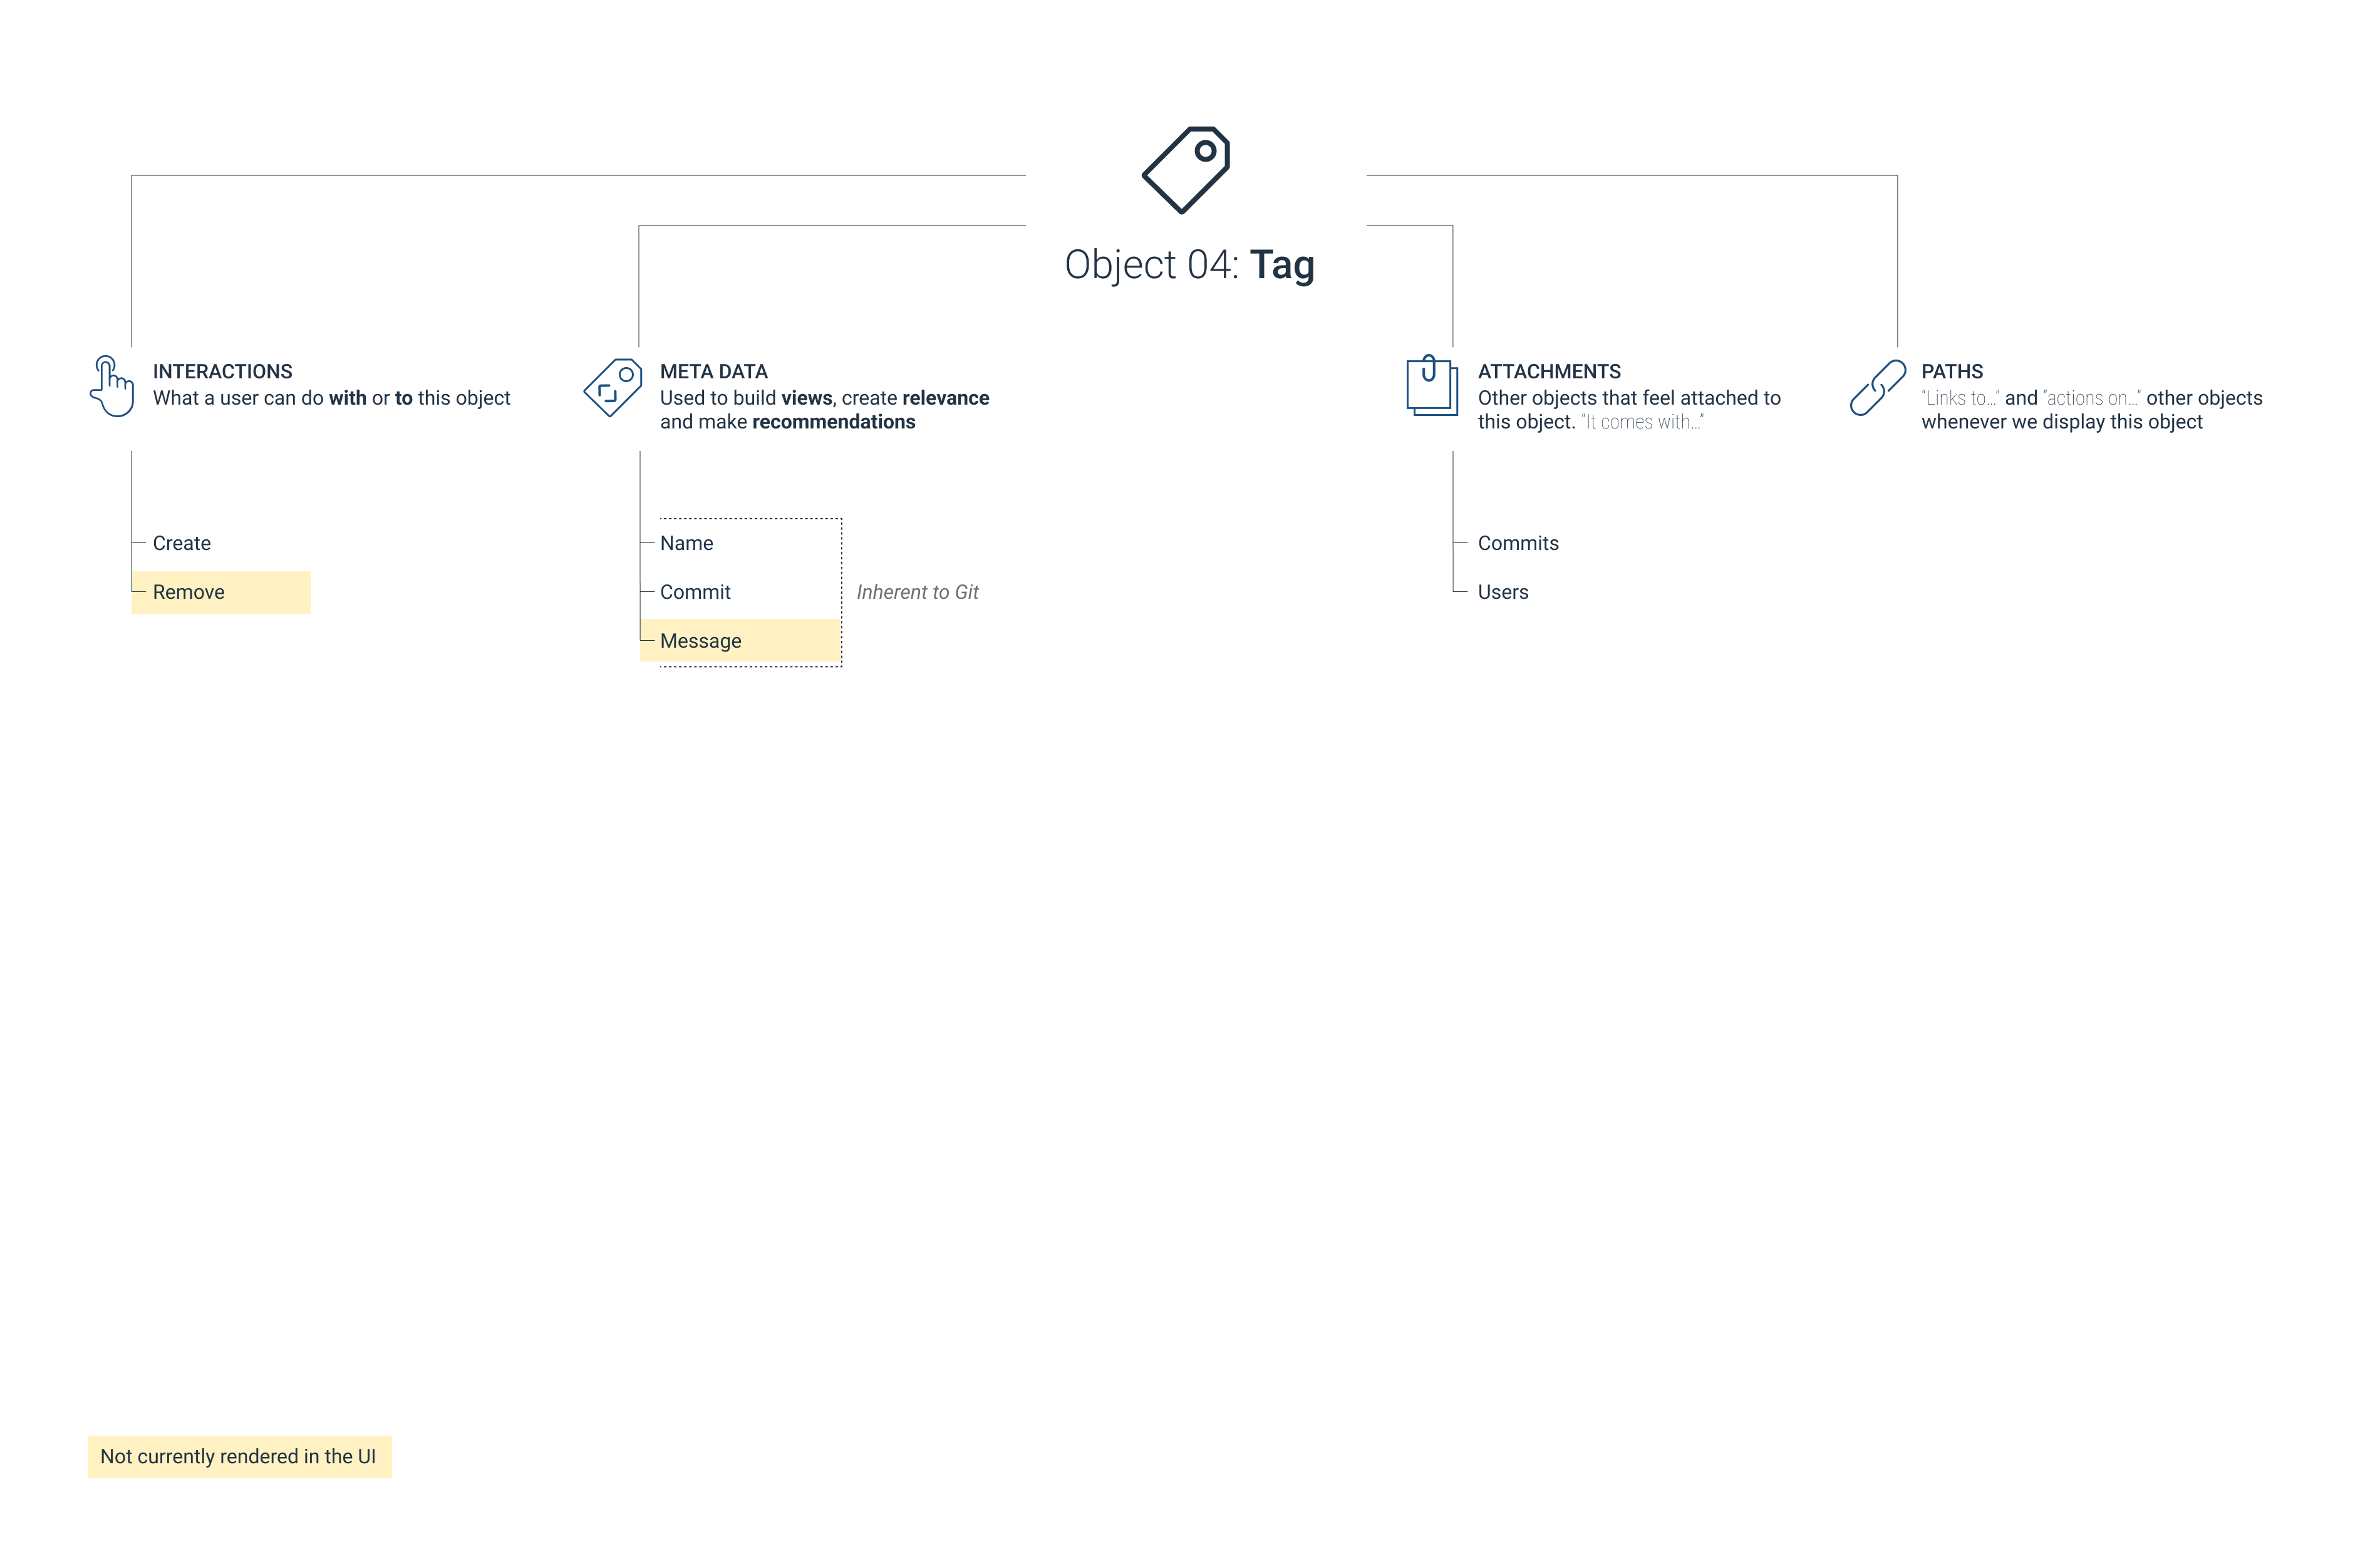 Object 04: Tag
INTERACTIONS
What a user can do with or to this object
Create
Remove
META DATA
Used to build views, create relevance
and make recommendations
Name
Commit
Message
Inherent to Git
ATTACHMENTS
Other objects that feel attached to
this object. "It comes with..."
Commits
Users
PATHS
"Links to..." and "actions on..." other objects
whenever we display this object
Not currently rendered in the UI